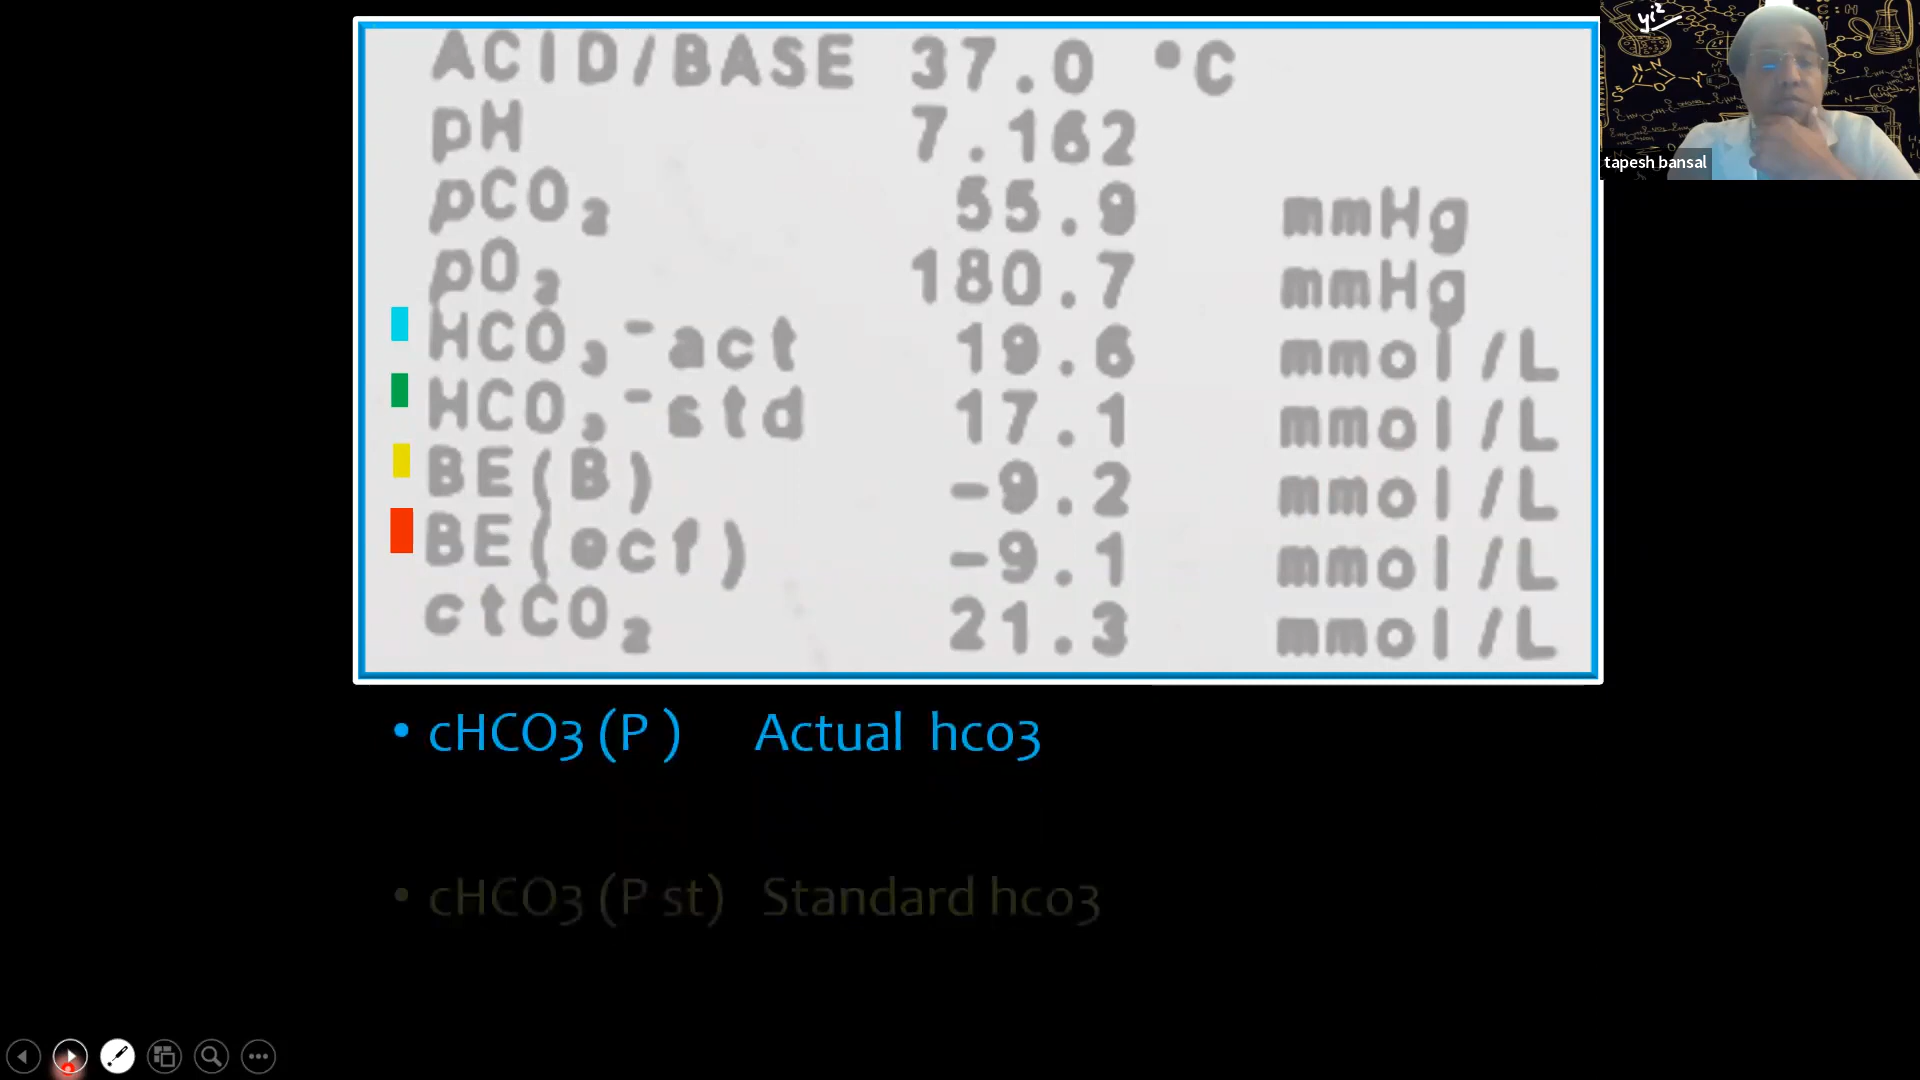 ACID/BASE 37.0 °C
pH 7.162
pCO₂ 55.9 mmHg
pO₂ 180.7 mmHg
HCO₃⁻act 19.6 mmol/L
HCO₃⁻std 17.1 mmol/L
BE(B) -9.2 mmol/L
BE(ecf) -9.1 mmol/L
ctCO₂ 21.3 mmol/L
• cHCO3 (P ) Actual hco3
• cHCO3 (P st) Standard hco3
tapesh bansal